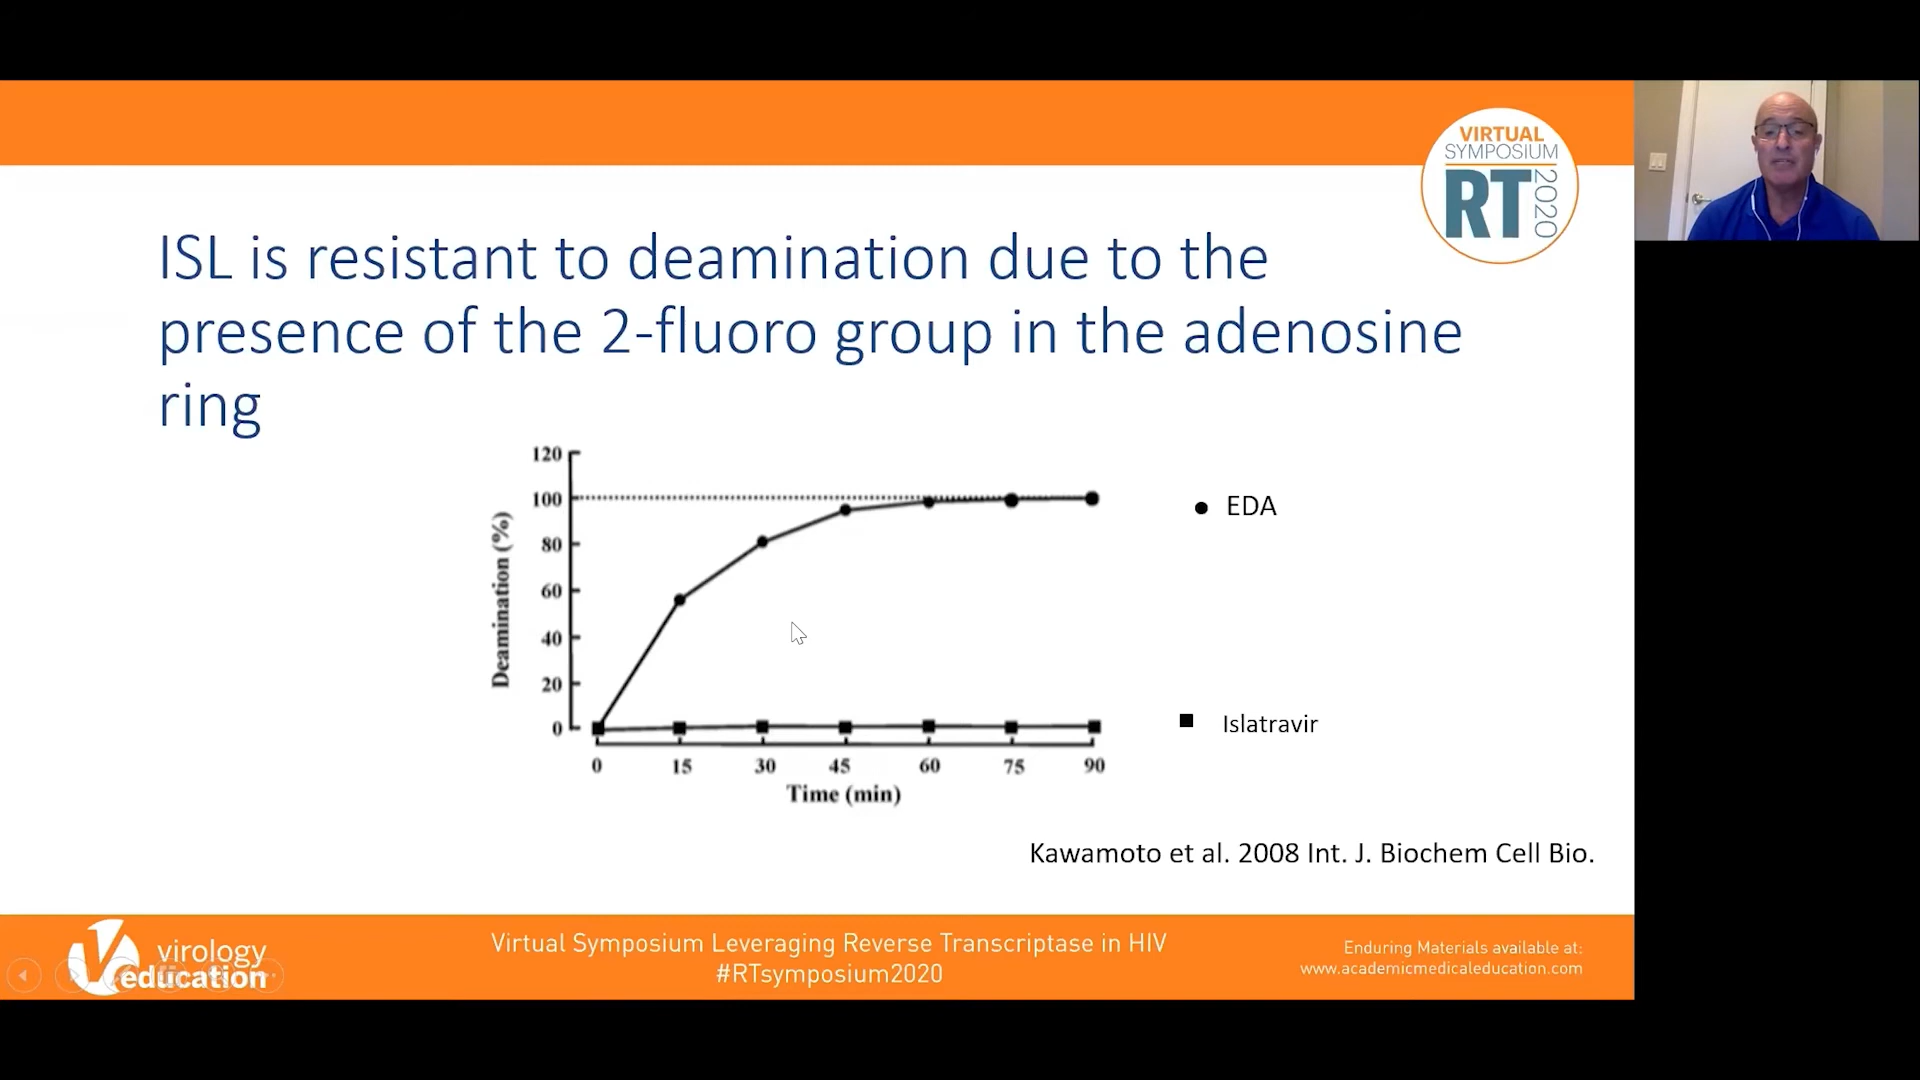 VIRTUAL
SYMPOSIUM
RT
2020
ISL is resistant to deamination due to the
presence of the 2-fluoro group in the adenosine
ring
120
100
80
60
40
20
0
Deamination (%)
0 15 30 45 60 75 90
Time (min)
EDA
Islatravir
Kawamoto et al. 2008 Int. J. Biochem Cell Bio.
virology
education
Virtual Symposium Leveraging Reverse Transcriptase in HIV
#RTsymposium2020
Enduring Materials available at:
www.academicmedicaleducation.com